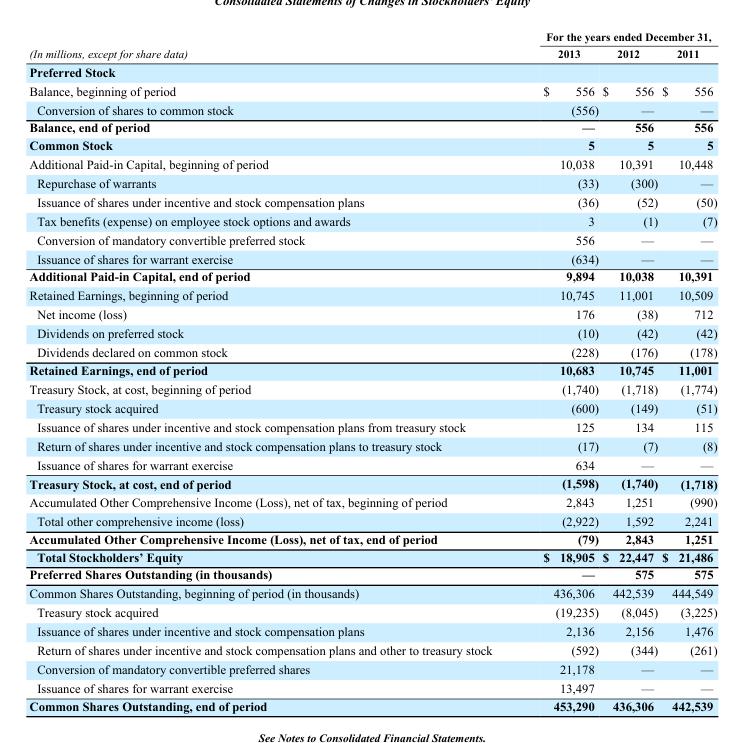 Consolidated Statements of Changes in Stockholders' Equity
For the years ended December 31,
(In millions, except for share data) 2013 2012 2011
Preferred Stock
Balance, beginning of period $ 556 $ 556 $ 556
Conversion of shares to common stock (556) — —
Balance, end of period — 556 556
Common Stock 5 5 5
Additional Paid-in Capital, beginning of period 10,038 10,391 10,448
Repurchase of warrants (33) (300) —
Issuance of shares under incentive and stock compensation plans (36) (52) (50)
Tax benefits (expense) on employee stock options and awards 3 (1) (7)
Conversion of mandatory convertible preferred stock 556 — —
Issuance of shares for warrant exercise (634) — —
Additional Paid-in Capital, end of period 9,894 10,038 10,391
Retained Earnings, beginning of period 10,745 11,001 10,509
Net income (loss) 176 (38) 712
Dividends on preferred stock (10) (42) (42)
Dividends declared on common stock (228) (176) (178)
Retained Earnings, end of period 10,683 10,745 11,001
Treasury Stock, at cost, beginning of period (1,740) (1,718) (1,774)
Treasury stock acquired (600) (149) (51)
Issuance of shares under incentive and stock compensation plans from treasury stock 125 134 115
Return of shares under incentive and stock compensation plans to treasury stock (17) (7) (8)
Issuance of shares for warrant exercise 634 — —
Treasury Stock, at cost, end of period (1,598) (1,740) (1,718)
Accumulated Other Comprehensive Income (Loss), net of tax, beginning of period 2,843 1,251 (990)
Total other comprehensive income (loss) (2,922) 1,592 2,241
Accumulated Other Comprehensive Income (Loss), net of tax, end of period (79) 2,843 1,251
Total Stockholders' Equity $ 18,905 $ 22,447 $ 21,486
Preferred Shares Outstanding (in thousands) — 575 575
Common Shares Outstanding, beginning of period (in thousands) 436,306 442,539 444,549
Treasury stock acquired (19,235) (8,045) (3,225)
Issuance of shares under incentive and stock compensation plans 2,136 2,156 1,476
Return of shares under incentive and stock compensation plans and other to treasury stock (592) (344) (261)
Conversion of mandatory convertible preferred shares 21,178 — —
Issuance of shares for warrant exercise 13,497 — —
Common Shares Outstanding, end of period 453,290 436,306 442,539
See Notes to Consolidated Financial Statements.